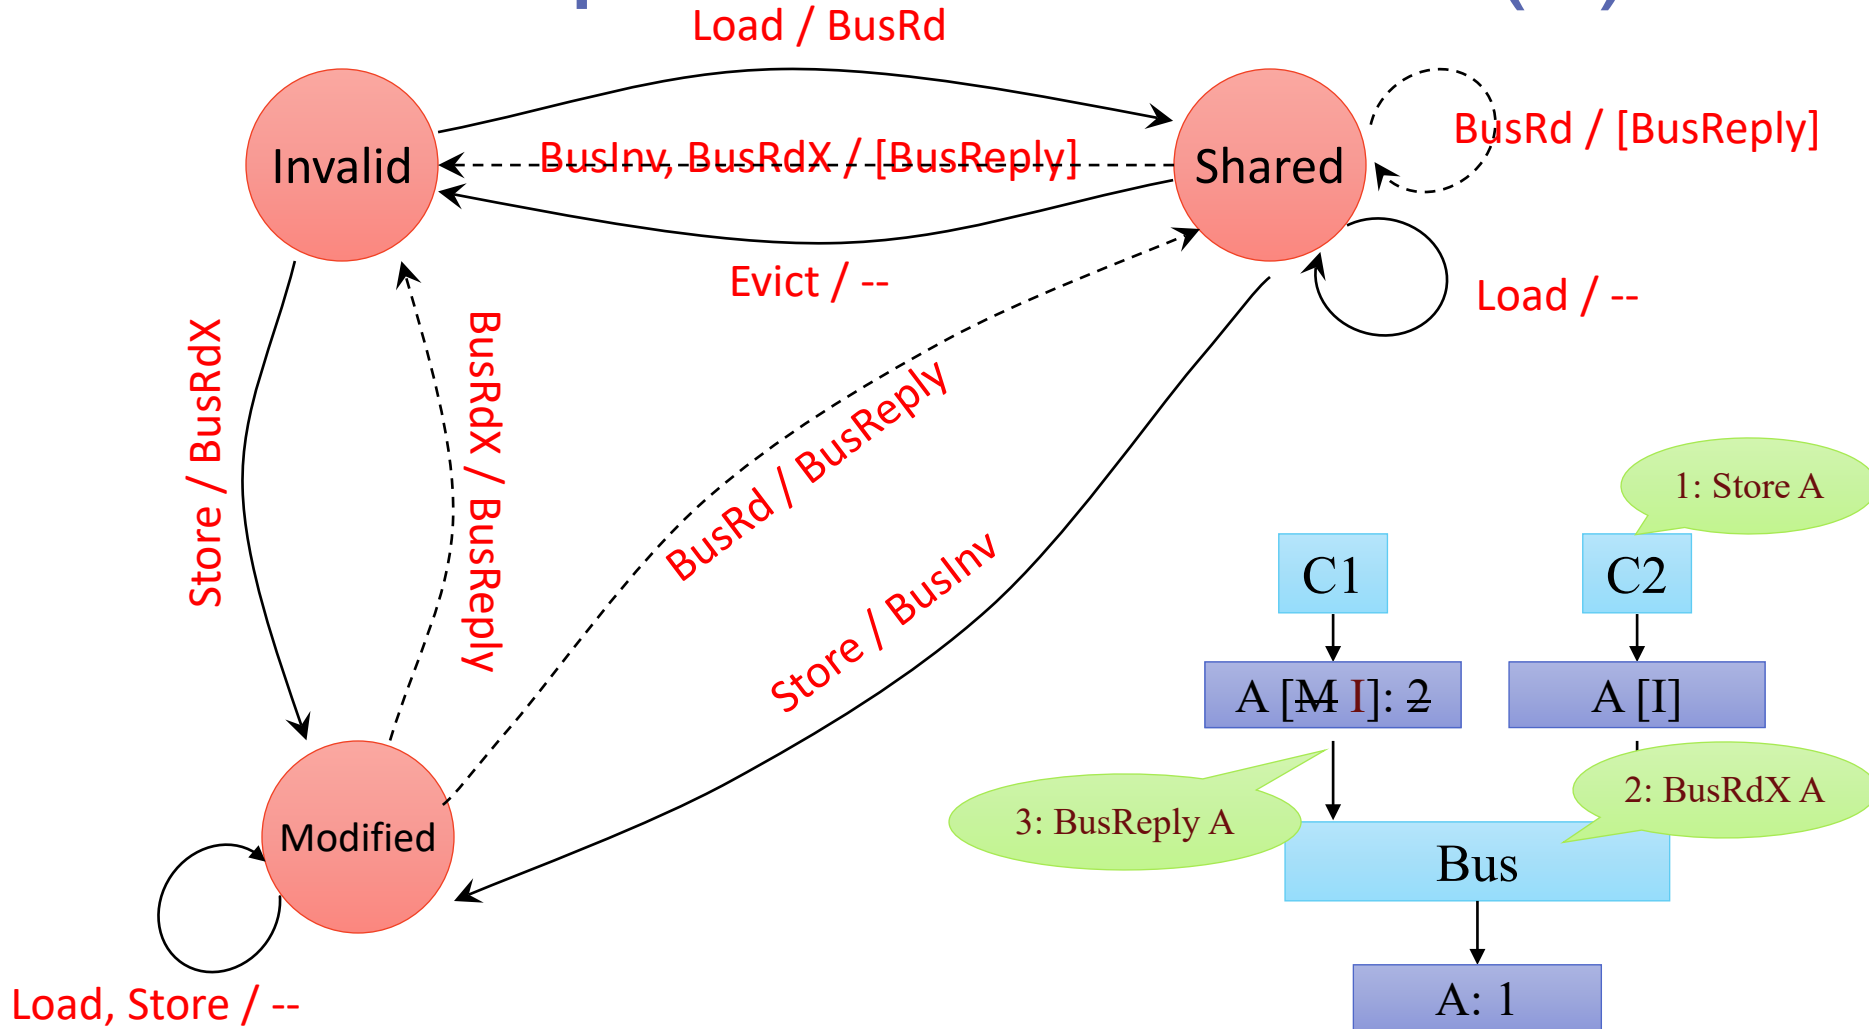 Load / BusRd
Invalid
BusInv, BusRdX / [BusReply]
Shared
BusRd / [BusReply]
Evict / --
Load / --
Store / BusRdX
BusRdX / BusReply
BusRd / BusReply
Store / BusInv
Modified
Load, Store / --
1: Store A
C1
C2
A [M I]: 2
A [I]
3: BusReply A
2: BusRdX A
Bus
A: 1